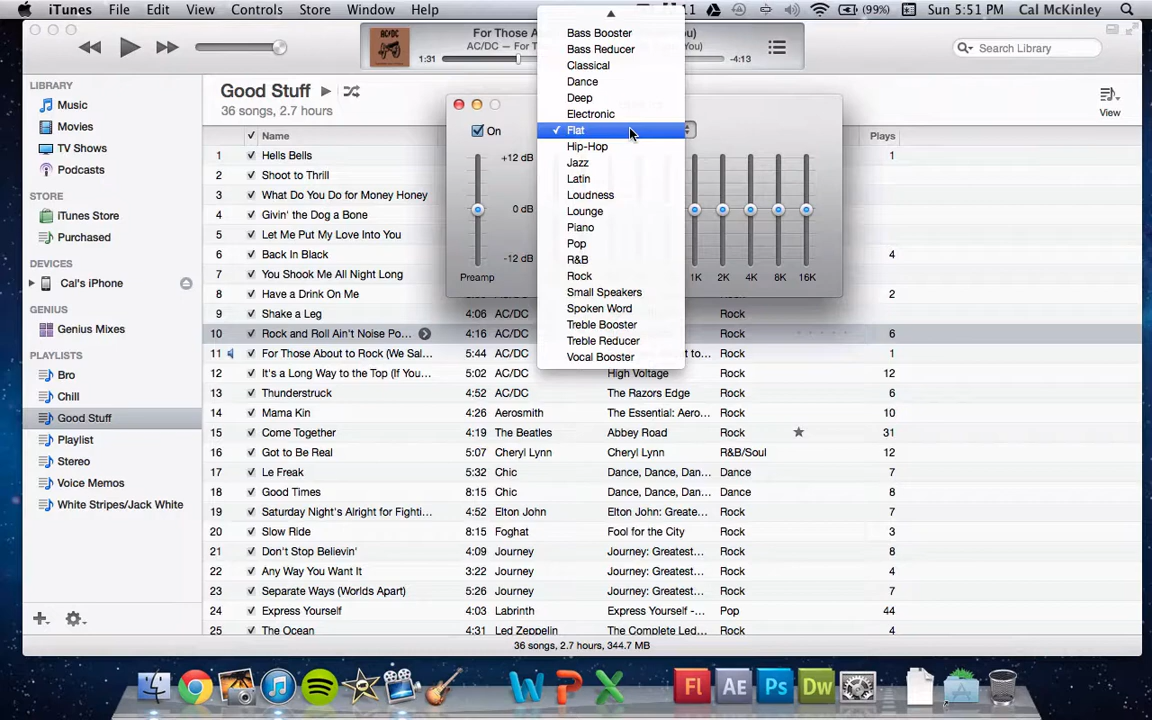 iTunes File Edit View Controls Store Window Help
11 (99%) Sun 5:51 PM Cal McKinley
For Those
AC/DC — For T
1:31 -4:13
Search Library
LIBRARY
Music
Movies
TV Shows
Podcasts
STORE
iTunes Store
Purchased
DEVICES
Cal's iPhone
GENIUS
Genius Mixes
PLAYLISTS
Bro
Chill
Good Stuff
Playlist
Stereo
Voice Memos
White Stripes/Jack White
Good Stuff
36 songs, 2.7 hours
View
Name Plays
1 Hells Bells 1
2 Shoot to Thrill
3 What Do You Do for Money Honey
4 Givin' the Dog a Bone
5 Let Me Put My Love Into You
6 Back In Black 4
7 You Shook Me All Night Long
8 Have a Drink On Me 2
9 Shake a Leg 4:06 AC/DC Rock
10 Rock and Roll Ain't Noise Po... 4:16 AC/DC Rock 6
11 For Those About to Rock (We Sal... 5:44 AC/DC Rock 1
12 It's a Long Way to the Top (If You... 5:02 AC/DC High Voltage Rock 12
13 Thunderstruck 4:52 AC/DC The Razors Edge Rock 6
14 Mama Kin 4:26 Aerosmith The Essential: Aero... Rock 10
15 Come Together 4:19 The Beatles Abbey Road Rock 31
16 Got to Be Real 5:07 Cheryl Lynn Cheryl Lynn R&B/Soul 12
17 Le Freak 5:32 Chic Dance, Dance, Dan... Dance 7
18 Good Times 8:15 Chic Dance, Dance, Dan... Dance 8
19 Saturday Night's Alright for Fighti... 4:52 Elton John Elton John: Greatest... Rock 7
20 Slow Ride 8:15 Foghat Fool for the City Rock 3
21 Don't Stop Believin' 4:09 Journey Journey: Greatest... Rock 8
22 Any Way You Want It 3:22 Journey Journey: Greatest... Rock 4
23 Separate Ways (Worlds Apart) 5:26 Journey Journey: Greatest... Rock 7
24 Express Yourself 4:03 Labrinth Express Yourself -... Pop 44
25 The Ocean 4:31 Led Zeppelin The Complete Led... Rock 4
36 songs, 2.7 hours, 344.7 MB
On
+12 dB
0 dB
-12 dB
Preamp 1K 2K 4K 8K 16K
Bass Booster
Bass Reducer
Classical
Dance
Deep
Electronic
✓ Flat
Hip-Hop
Jazz
Latin
Loudness
Lounge
Piano
Pop
R&B
Rock
Small Speakers
Spoken Word
Treble Booster
Treble Reducer
Vocal Booster
W P X Fl AE Ps Dw